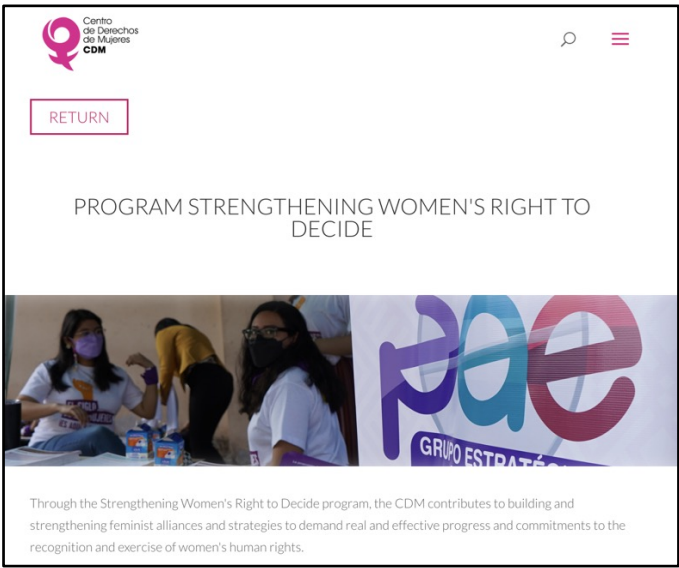 Centro
de Derechos
de Mujeres
CDM
RETURN
PROGRAM STRENGTHENING WOMEN'S RIGHT TO
DECIDE
pae
GRUPO
Through the Strengthening Women's Right to Decide program, the CDM contributes to building and
strengthening feminist alliances and strategies to demand real and effective progress and commitments to the
recognition and exercise of women's human rights.